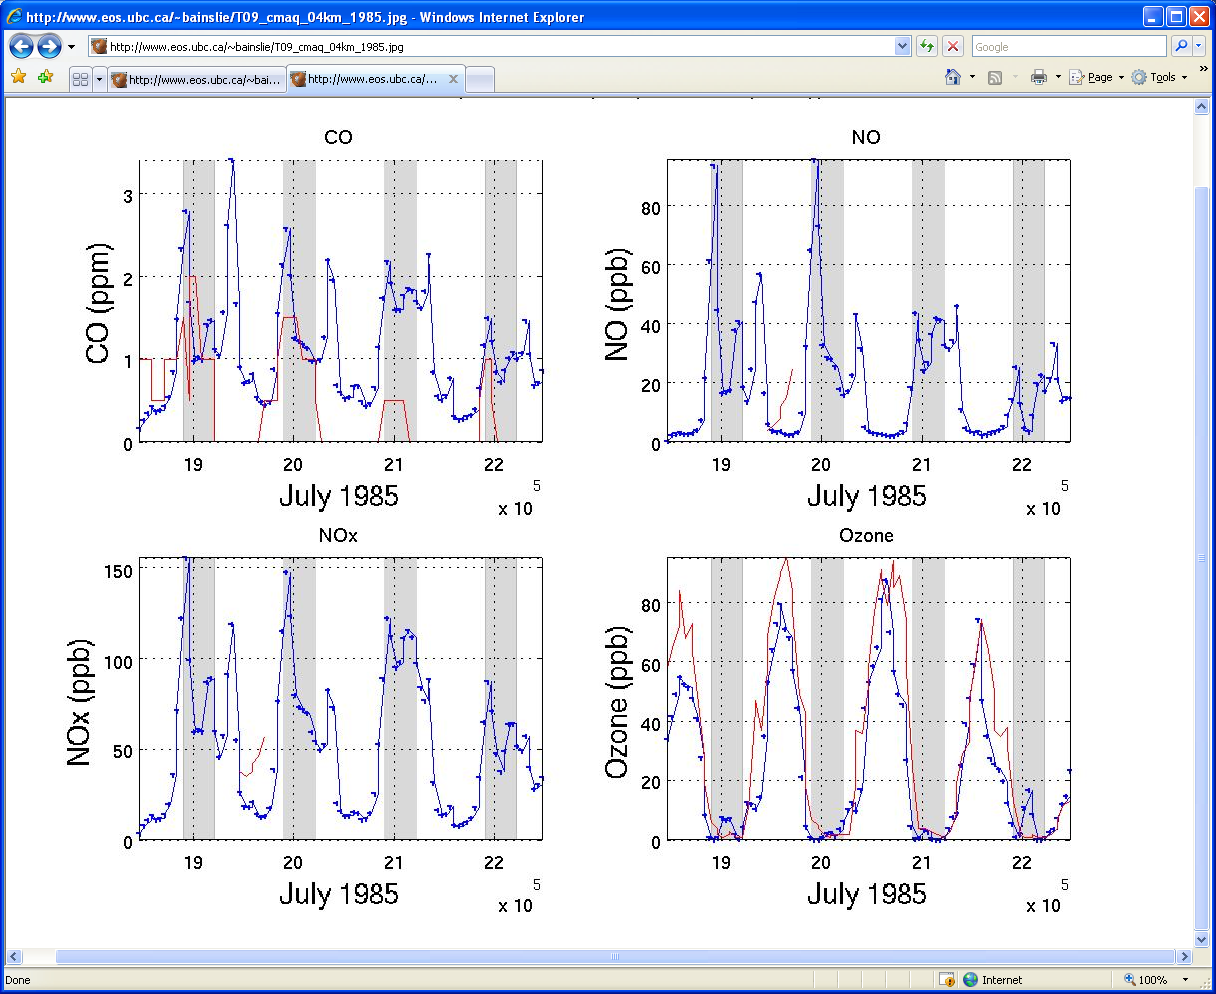 http://www.eos.ubc.ca/~bainslie/T09_cmaq_04km_1985.jpg - Windows Internet Explorer
http://www.eos.ubc.ca/~bainslie/T09_cmaq_04km_1985.jpg
Google
http://www.eos.ubc.ca/~bai...
http://www.eos.ubc.ca/...
Page
Tools
CO
3
2
1
0
CO (ppm)
19 20 21 22
July 1985
x 10 5
NO
80
60
40
20
0
NO (ppb)
19 20 21 22
July 1985
x 10 5
NOx
150
100
50
0
NOx (ppb)
19 20 21 22
July 1985
x 10 5
Ozone
80
60
40
20
0
Ozone (ppb)
19 20 21 22
July 1985
x 10 5
Done
Internet
100%